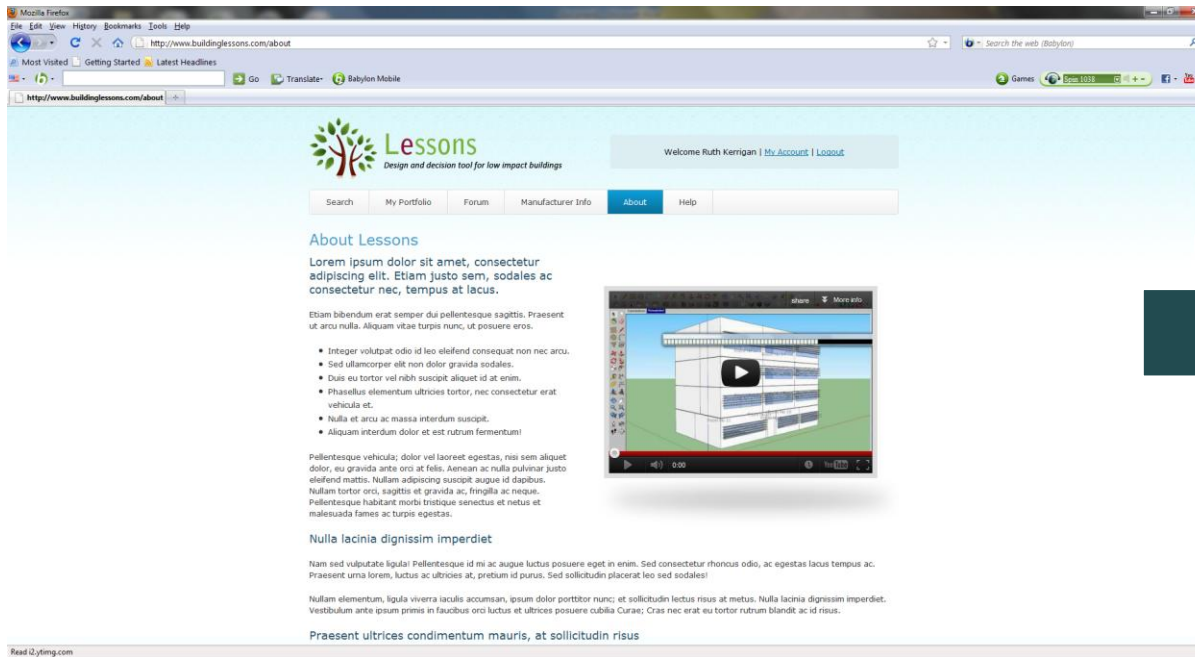 Mozilla Firefox
File Edit View History Bookmarks Tools Help
http://www.buildinglessons.com/about
Search the web (Babylon)
Most Visited Getting Started Latest Headlines
Go Translate Babylon Mobile Games Spin 1038
http://www.buildinglessons.com/about
Lessons
Design and decision tool for low impact buildings
Welcome Ruth Kerrigan | My Account | Logout
Search My Portfolio Forum Manufacturer Info About Help
About Lessons
Lorem ipsum dolor sit amet, consectetur
adipiscing elit. Etiam justo sem, sodales ac
consectetur nec, tempus at lacus.
Etiam bibendum erat semper dui pellentesque sagittis. Praesent
ut arcu nulla. Aliquam vitae turpis nunc, ut posuere eros.
Integer volutpat odio id leo eleifend consequat non nec arcu.
Sed ullamcorper elit non dolor gravida sodales.
Duis eu tortor vel nibh suscipit aliquet id at enim.
Phasellus elementum ultricies tortor, nec consectetur erat
vehicula et.
Nulla et arcu ac massa interdum suscipit.
Aliquam interdum dolor et est rutrum fermentum!
Pellentesque vehicula; dolor vel laoreet egestas, nisi sem aliquet
dolor, eu gravida ante orci at felis. Aenean ac nulla pulvinar justo
eleifend mattis. Nullam adipiscing suscipit augue id dapibus.
Nullam tortor orci, sagittis et gravida ac, fringilla ac neque.
Pellentesque habitant morbi tristique senectus et netus et
malesuada fames ac turpis egestas.
share More info
0:00 YouTube
Nulla lacinia dignissim imperdiet
Nam sed vulputate ligula! Pellentesque id mi ac augue luctus posuere eget in enim. Sed consectetur rhoncus odio, ac egestas lacus tempus ac.
Praesent urna lorem, luctus ac ultricies at, pretium id purus. Sed sollicitudin placerat leo sed sodales!
Nullam elementum, ligula viverra iaculis accumsan, ipsum dolor porttitor nunc; et sollicitudin lectus risus at metus. Nulla lacinia dignissim imperdiet.
Vestibulum ante ipsum primis in faucibus orci luctus et ultrices posuere cubilia Curae; Cras nec erat eu tortor rutrum blandit ac id risus.
Praesent ultrices condimentum mauris, at sollicitudin risus
Read i2.ytimg.com